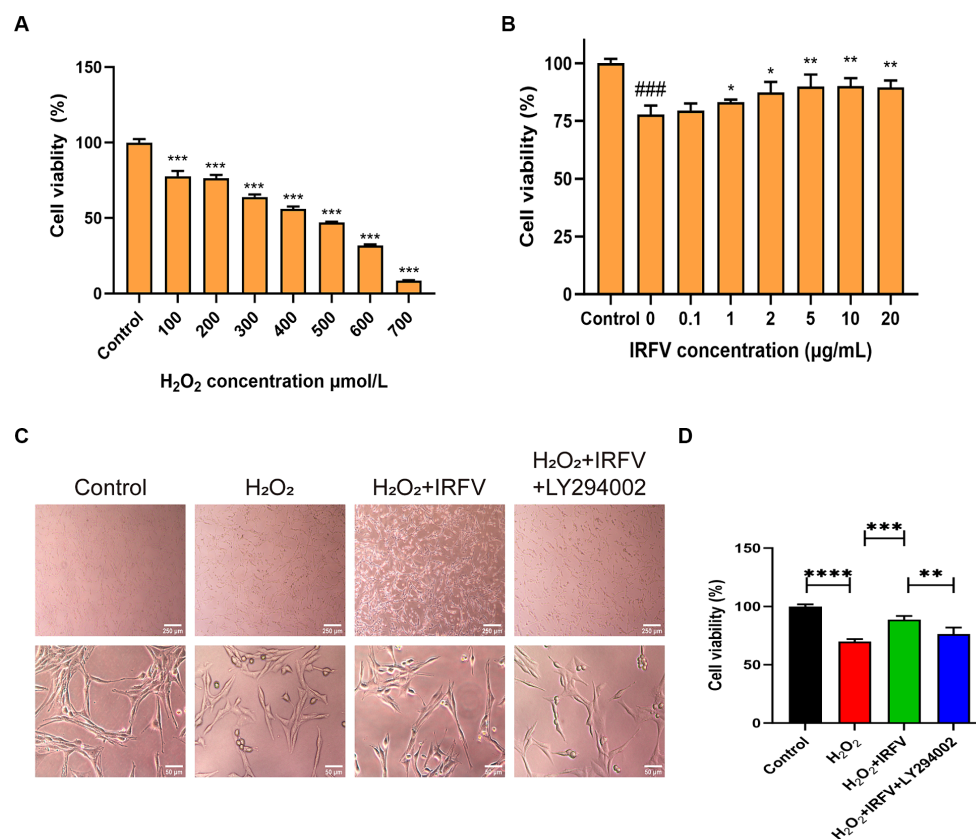 A
Cell viablity (%)
150
100
50
0
***
***
***
***
***
***
***
Control
100
200
300
400
500
600
700
H₂O₂ concentration μmol/L
B
Cell viability (%)
100
75
50
25
0
###
*
*
**
**
**
Control 0 0.1 1 2 5 10 20
IRFV concentration (μg/mL)
C
Control
H₂O₂
H₂O₂+IRFV
H₂O₂+IRFV
+LY294002
250 μm
250 μm
250 μm
250 μm
50 μm
50 μm
50 μm
50 μm
D
Cell viability (%)
150
100
50
0
****
***
**
Control
H₂O₂
H₂O₂+IRFV
H₂O₂+IRFV+LY294002